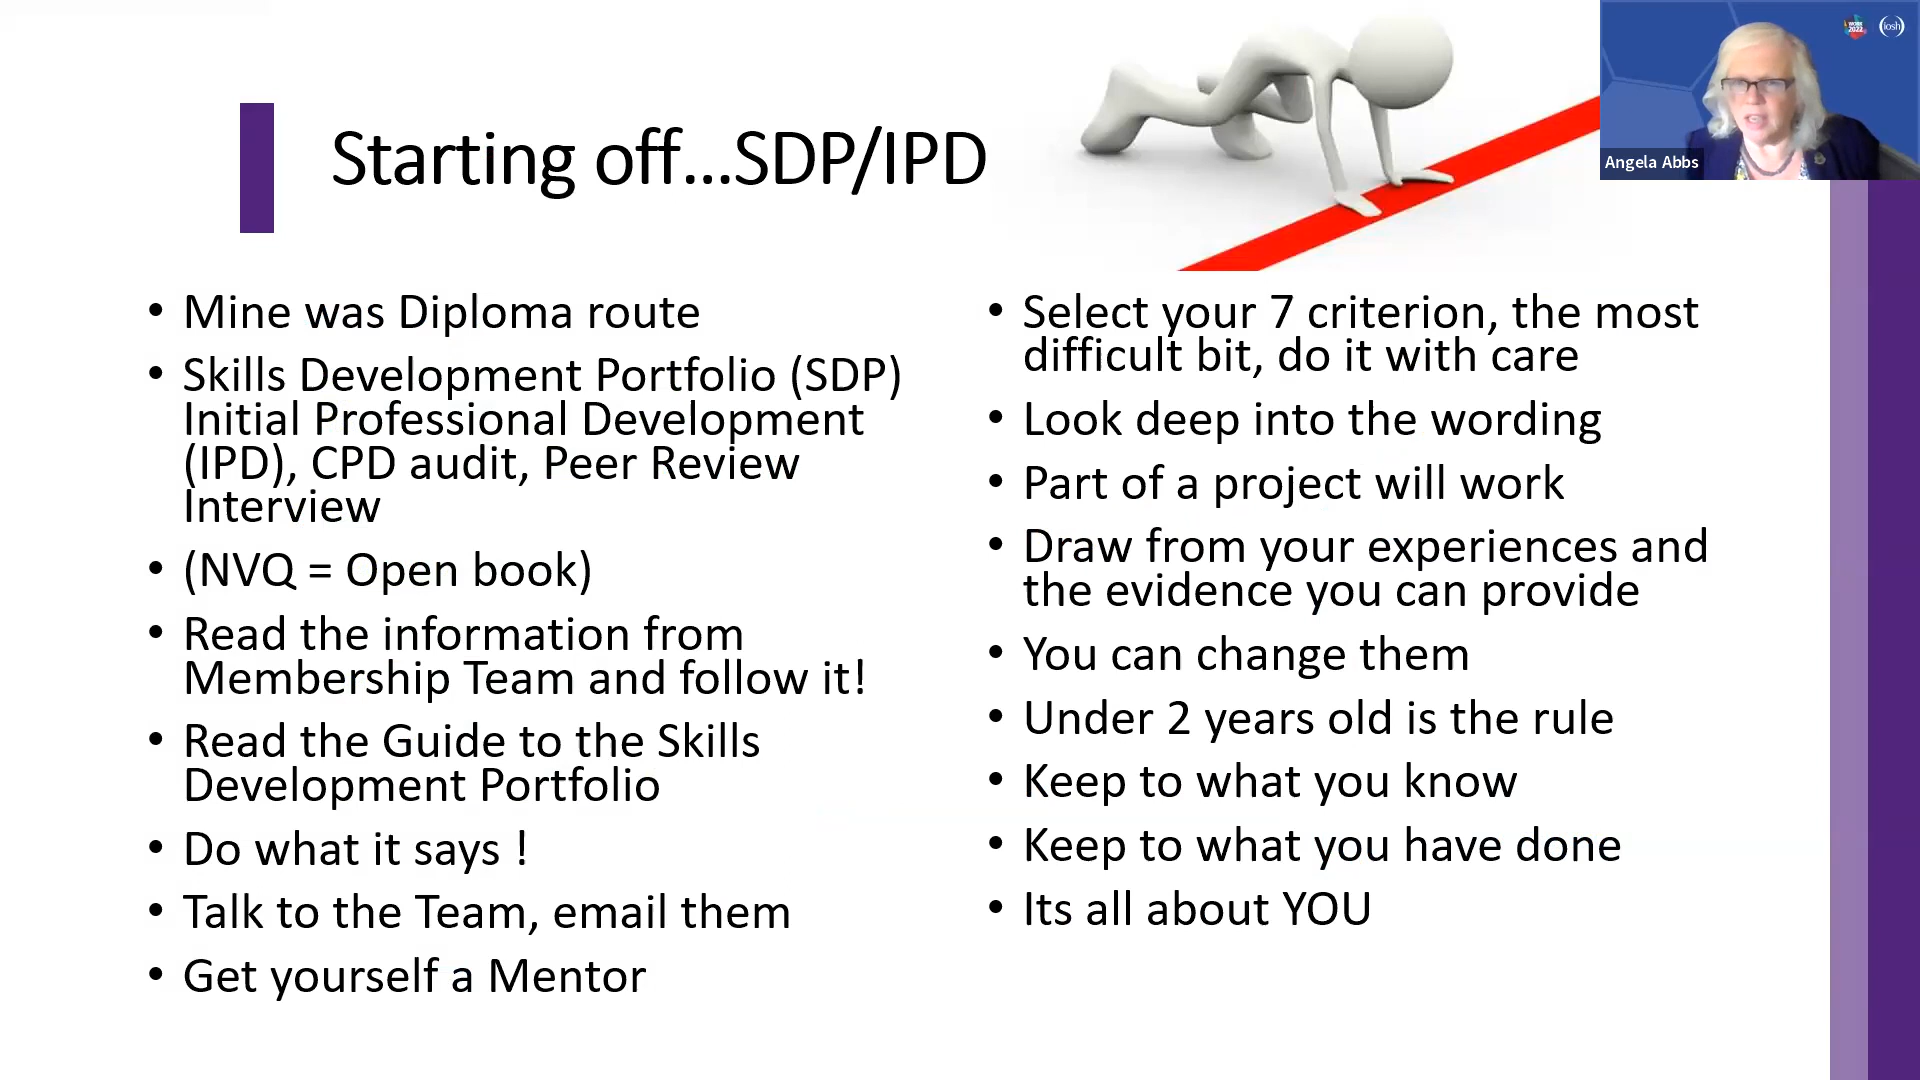 Starting off...SDP/IPD
WORK
2022
iosh
Angela Abbs
• Mine was Diploma route
• Skills Development Portfolio (SDP)
Initial Professional Development
(IPD), CPD audit, Peer Review
Interview
• (NVQ = Open book)
• Read the information from
Membership Team and follow it!
• Read the Guide to the Skills
Development Portfolio
• Do what it says !
• Talk to the Team, email them
• Get yourself a Mentor
• Select your 7 criterion, the most
difficult bit, do it with care
• Look deep into the wording
• Part of a project will work
• Draw from your experiences and
the evidence you can provide
• You can change them
• Under 2 years old is the rule
• Keep to what you know
• Keep to what you have done
• Its all about YOU